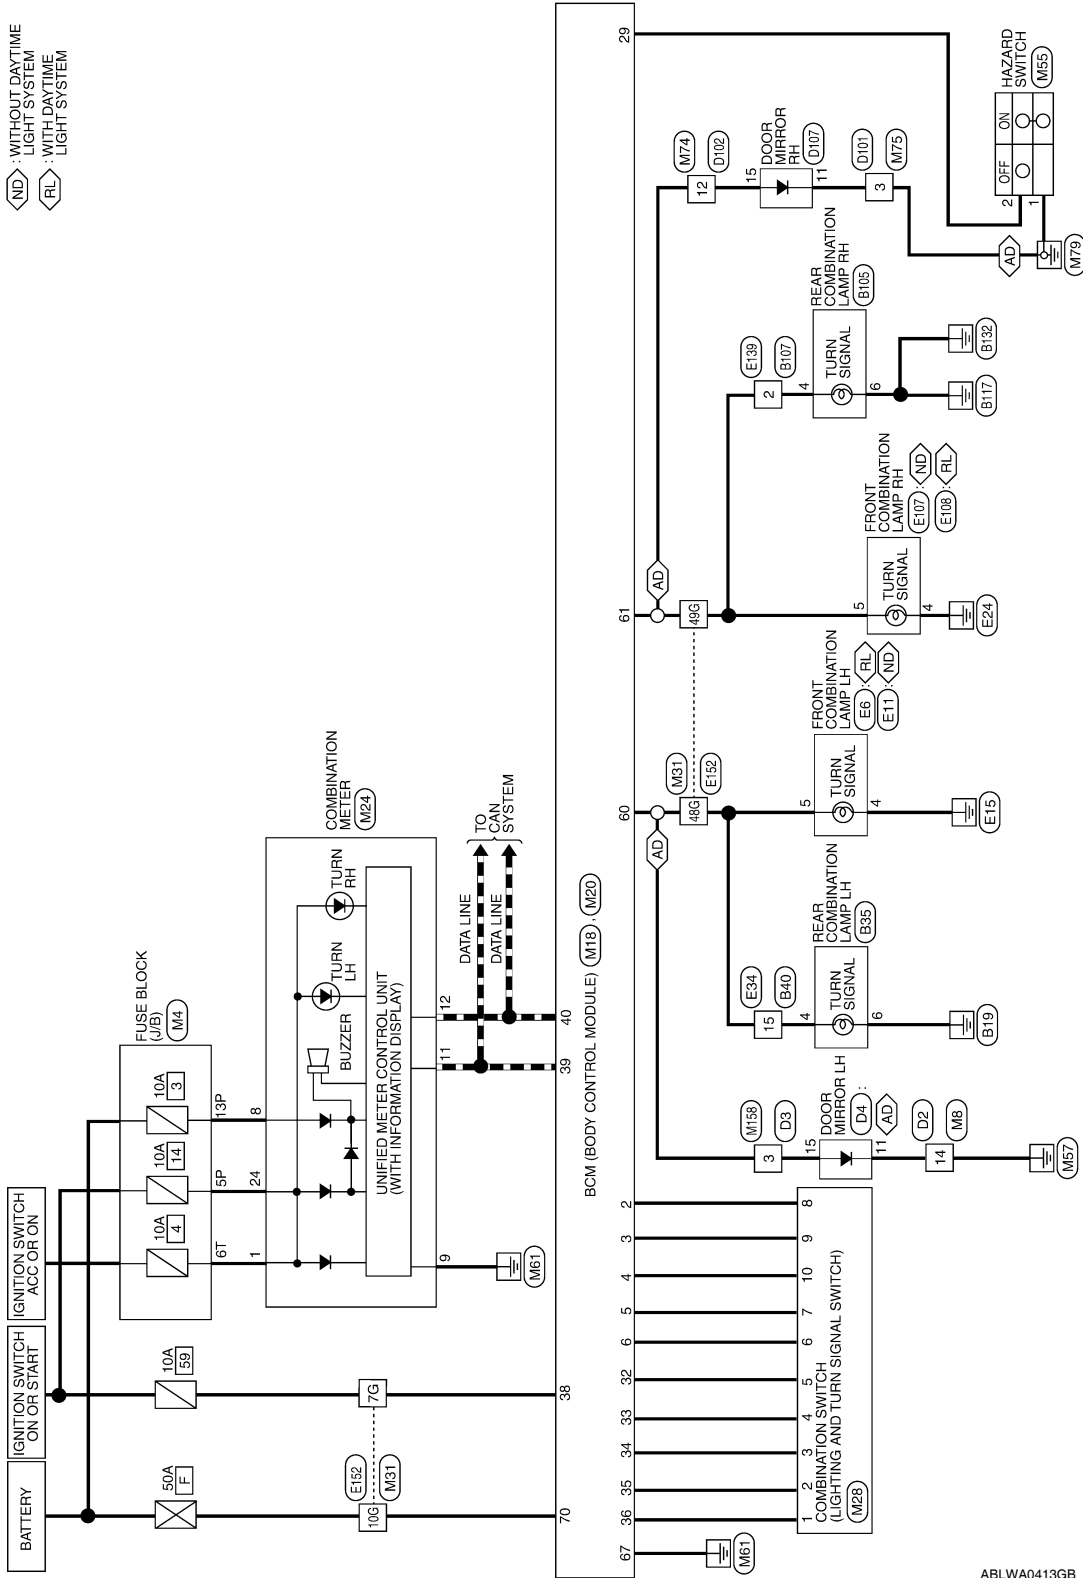 ND : WITHOUT DAYTIME
LIGHT SYSTEM
RL : WITH DAYTIME
LIGHT SYSTEM
BATTERY
IGNITION SWITCH
ON OR START
IGNITION SWITCH
ACC OR ON
50A
F
10A
59
10A
4
10A
14
10A
3
FUSE BLOCK
(J/B)
M4
6T
5P
13P
1
24
8
COMBINATION
METER
M24
BUZZER
TURN
LH
TURN
RH
UNIFIED METER CONTROL UNIT
(WITH INFORMATION DISPLAY)
9
11
12
M61
DATA LINE
DATA LINE
TO
CAN
SYSTEM
E152
M31
10G
7G
70
38
39
40
BCM (BODY CONTROL MODULE) M18 , M20
67
36
35
34
33
32
6
5
4
3
2
60
61
29
M61
1
2
3
4
5
6
7
10
9
8
COMBINATION SWITCH
(LIGHTING AND TURN SIGNAL SWITCH)
M28
AD
M158
D3
3
15
DOOR
MIRROR LH
D4 :
AD
11
D2
M8
14
M57
E34
B40
15
4
REAR
COMBINATION
LAMP LH
B35
TURN
SIGNAL
6
B19
M31
E152
48G
49G
5
FRONT
COMBINATION
LAMP LH
E6 : RL
E11 : ND
TURN
SIGNAL
4
E15
AD
5
FRONT
COMBINATION
LAMP RH
E107 : ND
E108 : RL
TURN
SIGNAL
4
E24
E139
B107
2
4
REAR
COMBINATION
LAMP RH
B105
TURN
SIGNAL
6
B117
B132
M74
D102
12
15
DOOR
MIRROR
RH
D107
11
D101
M75
3
AD
M79
HAZARD
SWITCH
M55
OFF
ON
2
1
ABLWA0413GB